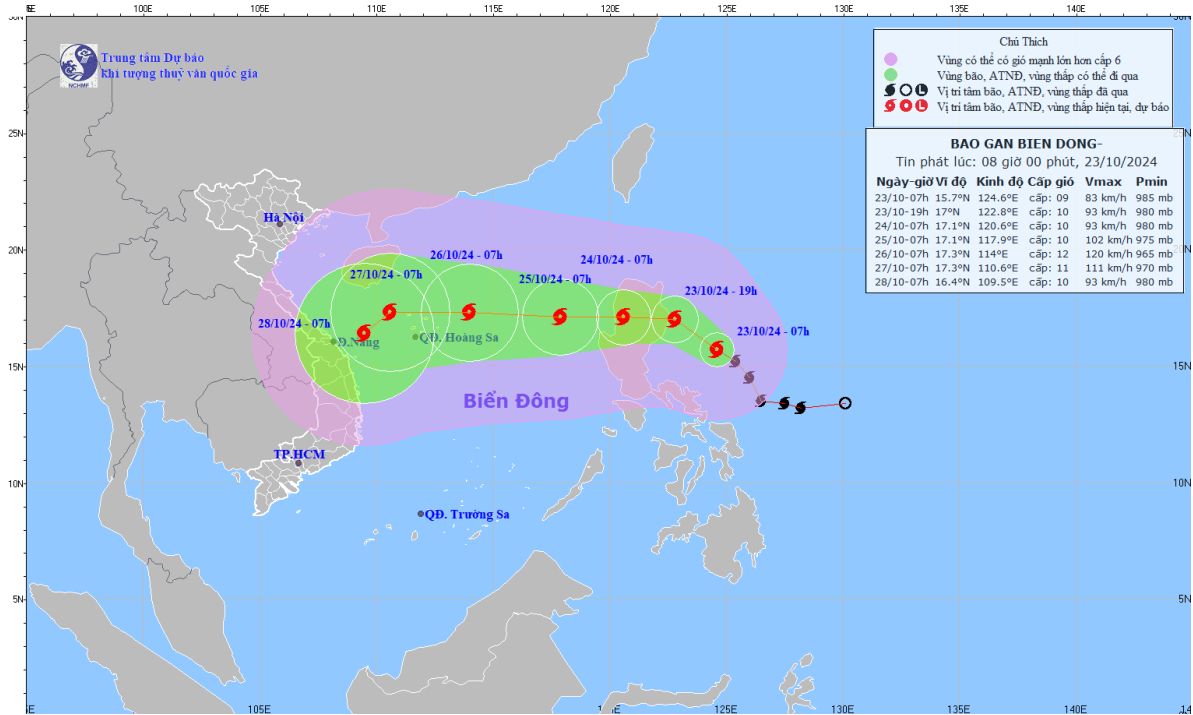 E 100E 105E 110E 115E 120E 125E 130E 135E 140E
Trung tâm Dự báo
khí tượng thuỷ văn quốc gia
NCHMF
Chú Thích
Vùng có thể có gió mạnh lớn hơn cấp 6
Vùng bão, ATNĐ, vùng thấp có thể đi qua
Vị trí tâm bão, ATNĐ, vùng thấp đã qua
Vị trí tâm bão, ATNĐ, vùng thấp hiện tại, dự báo
L
L
BAO GAN BIEN DONG-
Tin phát lúc: 08 giờ 00 phút, 23/10/2024
Ngày-giờ Vĩ độ Kinh độ Cấp gió Vmax Pmin
23/10-07h 15.7°N 124.6°E cấp: 09 83 km/h 985 mb
23/10-19h 17°N 122.8°E cấp: 10 93 km/h 980 mb
24/10-07h 17.1°N 120.6°E cấp: 10 93 km/h 980 mb
25/10-07h 17.1°N 117.9°E cấp: 10 102 km/h 975 mb
26/10-07h 17.3°N 114°E cấp: 12 120 km/h 965 mb
27/10-07h 17.3°N 110.6°E cấp: 11 111 km/h 970 mb
28/10-07h 16.4°N 109.5°E cấp: 10 93 km/h 980 mb
25N
25N
Hà Nội
20N
20N
26/10/24 - 07h
24/10/24 - 07h
27/10/24 - 07h
25/10/24 - 07h
23/10/24 - 19h
28/10/24 - 07h
23/10/24 - 07h
Đ.Nẵng
QĐ. Hoàng Sa
15N
15N
Biển Đông
TP.HCM
10N
10N
QĐ. Trường Sa
5N
5N
105E 110E 115E 120E 125E 130E 135E 140E